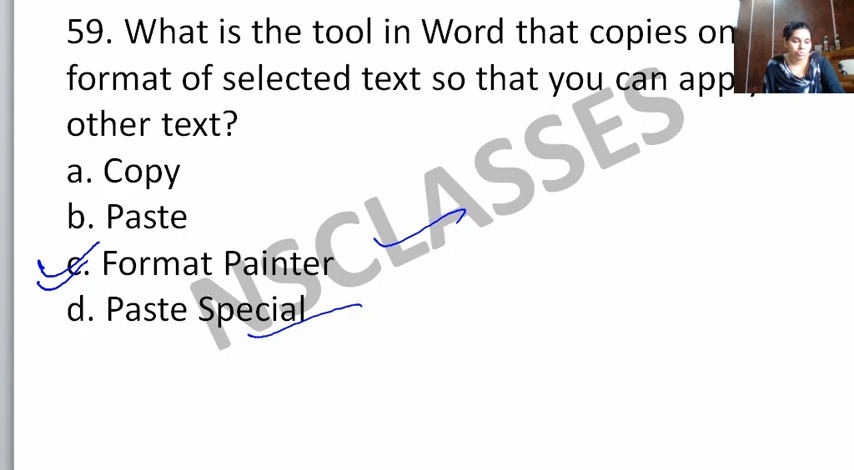 59. What is the tool in Word that copies on
format of selected text so that you can app
other text?
a. Copy
b. Paste
c. Format Painter
d. Paste Special
NSCLASSES